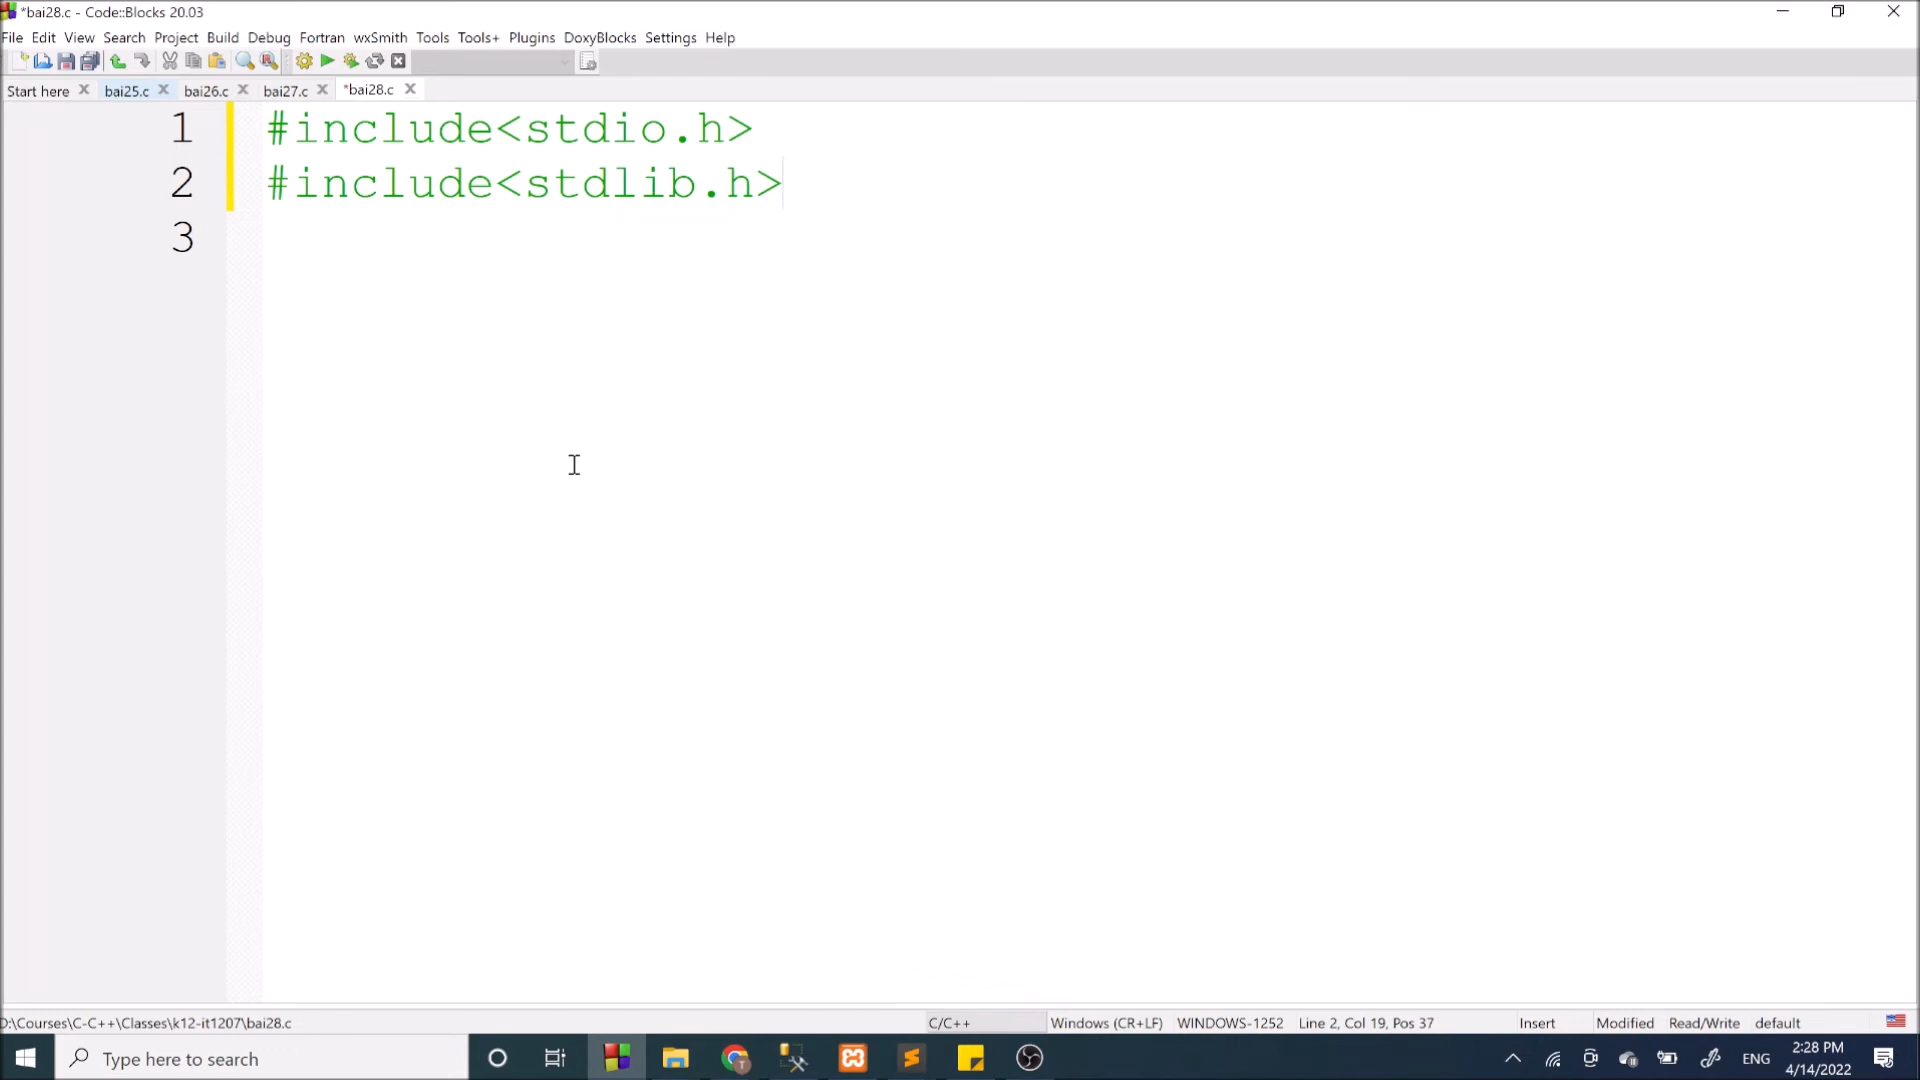 *bai28.c - Code::Blocks 20.03
File Edit View Search Project Build Debug Fortran wxSmith Tools Tools+ Plugins DoxyBlocks Settings Help
Start here bai25.c bai26.c bai27.c *bai28.c
1 #include<stdio.h>
2 #include<stdlib.h>
3
D:\Courses\C-C++\Classes\k12-it1207\bai28.c C/C++ Windows (CR+LF) WINDOWS-1252 Line 2, Col 19, Pos 37 Insert Modified Read/Write default
Type here to search ENG 2:28 PM
4/14/2022